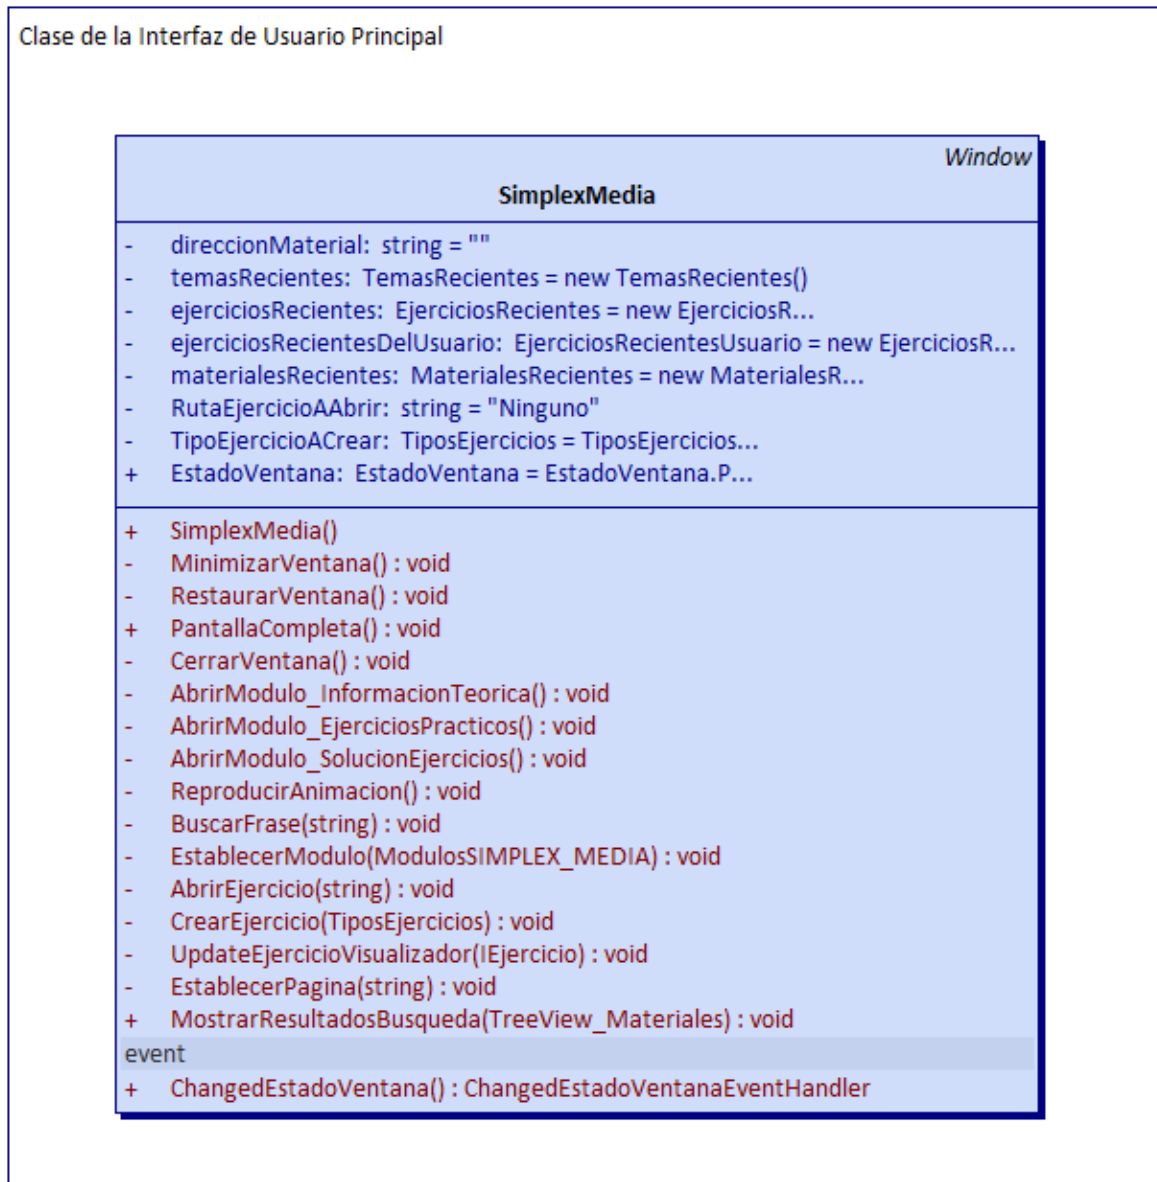 Clase de la Interfaz de Usuario Principal
Window
SimplexMedia
- direccionMaterial: string = ""
- temasRecientes: TemasRecientes = new TemasRecientes()
- ejerciciosRecientes: EjerciciosRecientes = new EjerciciosR...
- ejerciciosRecientesDelUsuario: EjerciciosRecientesUsuario = new EjerciciosR...
- materialesRecientes: MaterialesRecientes = new MaterialesR...
- RutaEjercicioAAbrir: string = "Ninguno"
- TipoEjercicioACrear: TiposEjercicios = TiposEjercicios...
+ EstadoVentana: EstadoVentana = EstadoVentana.P...
+ SimplexMedia()
- MinimizarVentana() : void
- RestaurarVentana() : void
+ PantallaCompleta() : void
- CerrarVentana() : void
- AbrirModulo_InformacionTeorica() : void
- AbrirModulo_EjerciciosPracticos() : void
- AbrirModulo_SolucionEjercicios() : void
- ReproducirAnimacion() : void
- BuscarFrase(string) : void
- EstablecerModulo(ModulosSIMPLEX_MEDIA) : void
- AbrirEjercicio(string) : void
- CrearEjercicio(TiposEjercicios) : void
- UpdateEjercicioVisualizador(IEjercicio) : void
- EstablecerPagina(string) : void
+ MostrarResultadosBusqueda(TreeView_Materiales) : void
event
+ ChangedEstadoVentana() : ChangedEstadoVentanaEventHandler